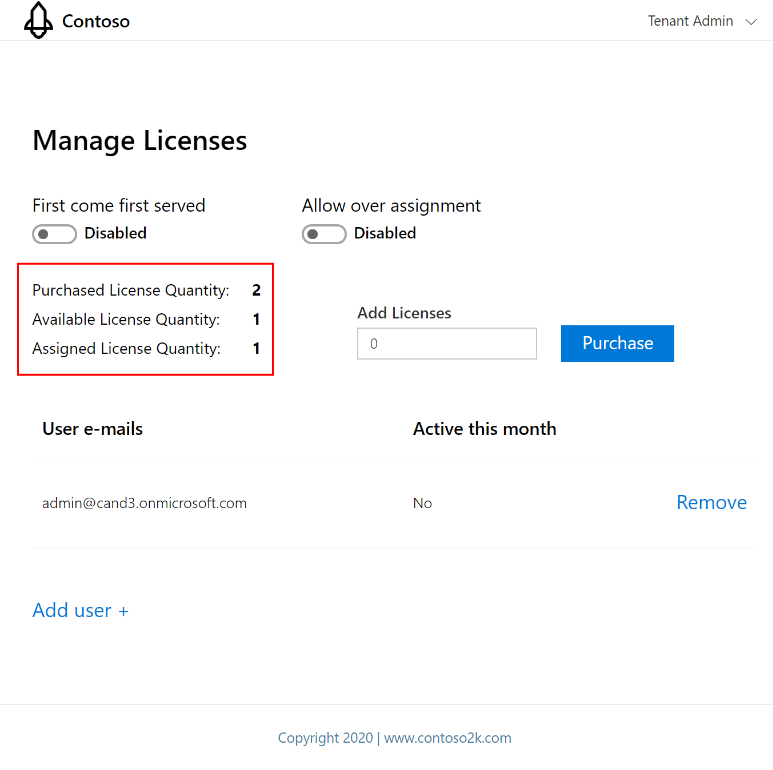 Contoso
Tenant Admin
Manage Licenses
First come first served
Disabled
Allow over assignment
Disabled
Purchased License Quantity: 2
Available License Quantity: 1
Assigned License Quantity: 1
Add Licenses
0
Purchase
User e-mails Active this month
admin@cand3.onmicrosoft.com No Remove
Add user +
Copyright 2020 | www.contoso2k.com